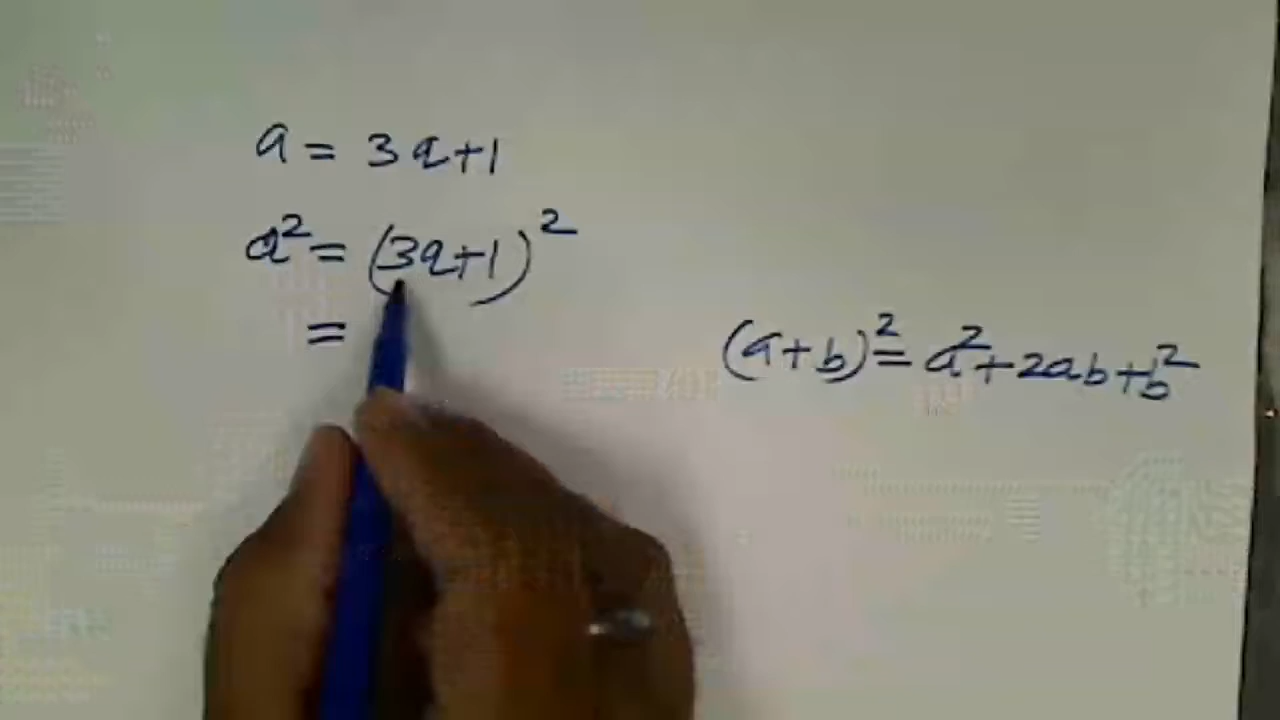 a = 3q+1
a² = (3q+1)²
=
(a+b)² = a²+2ab+b²